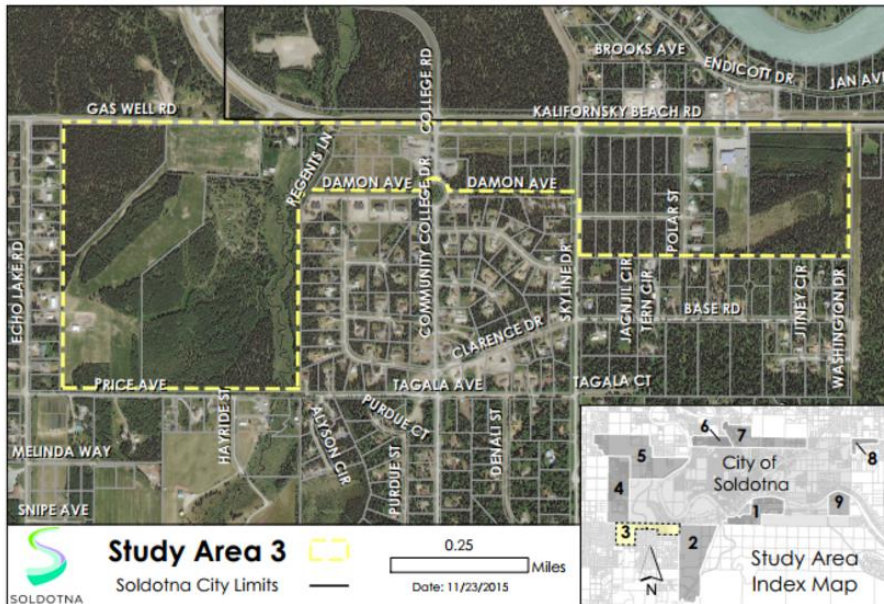 BROOKS AVE
ENDICOTT DR
JAN AVE
GAS WELL RD
COLLEGE RD
KALIFORNSKY BEACH RD
REGENTS LN
DAMON AVE
DAMON AVE
COMMUNITY COLLEGE DR
POLAR ST
ECHO LAKE RD
SKYLINE DR
JACNJIL CIR
TERN CIR
BASE RD
JITNEY CIR
WASHINGTON DR
CLARENCE DR
PRICE AVE
HAYRIDE ST
TAGALA AVE
TAGALA CT
ALYSON CIR
PURDUE CT
PURDUE ST
DENALI ST
MELINDA WAY
SNIPE AVE
6
7
5
City of
Soldotna
8
4
9
1
3
2
N
Study Area
Index Map
SOLDOTNA
Study Area 3
Soldotna City Limits
0.25
Miles
Date: 11/23/2015